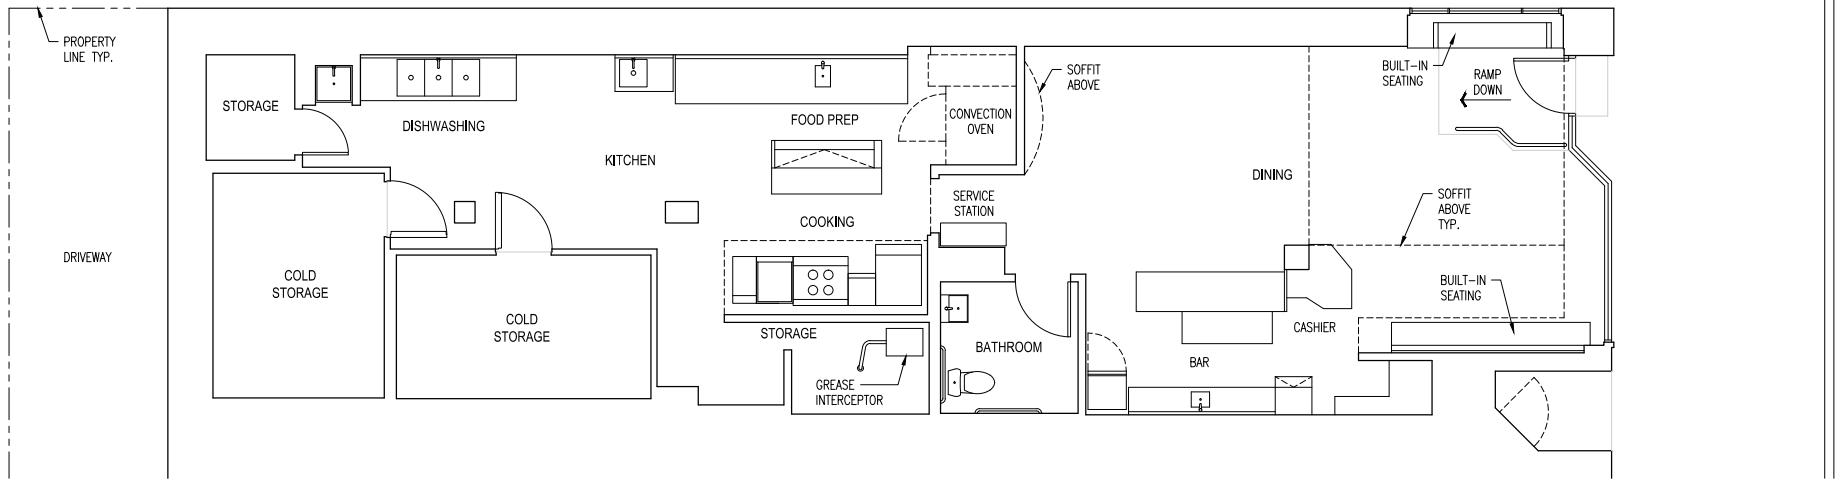 PROPERTY
LINE TYP.
STORAGE
DISHWASHING
KITCHEN
FOOD PREP
CONVECTION
OVEN
SOFFIT
ABOVE
BUILT-IN
SEATING
RAMP
DOWN
DINING
SERVICE
STATION
SOFFIT
ABOVE
TYP.
COOKING
DRIVEWAY
COLD
STORAGE
COLD
STORAGE
STORAGE
GREASE
INTERCEPTOR
BATHROOM
BUILT-IN
SEATING
CASHIER
BAR